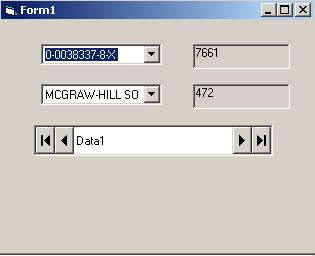 Form1
0-0038337-8-X
7661
MCGRAW-HILL SO
472
Data1